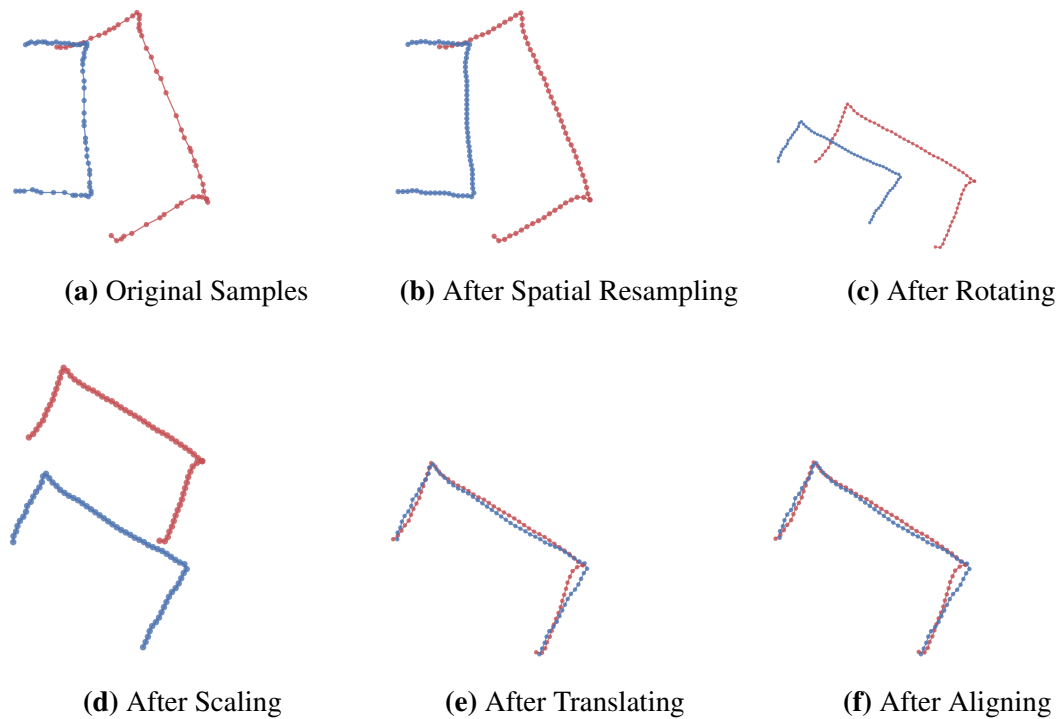 (a) Original Samples
(b) After Spatial Resampling
(c) After Rotating
(d) After Scaling
(e) After Translating
(f) After Aligning